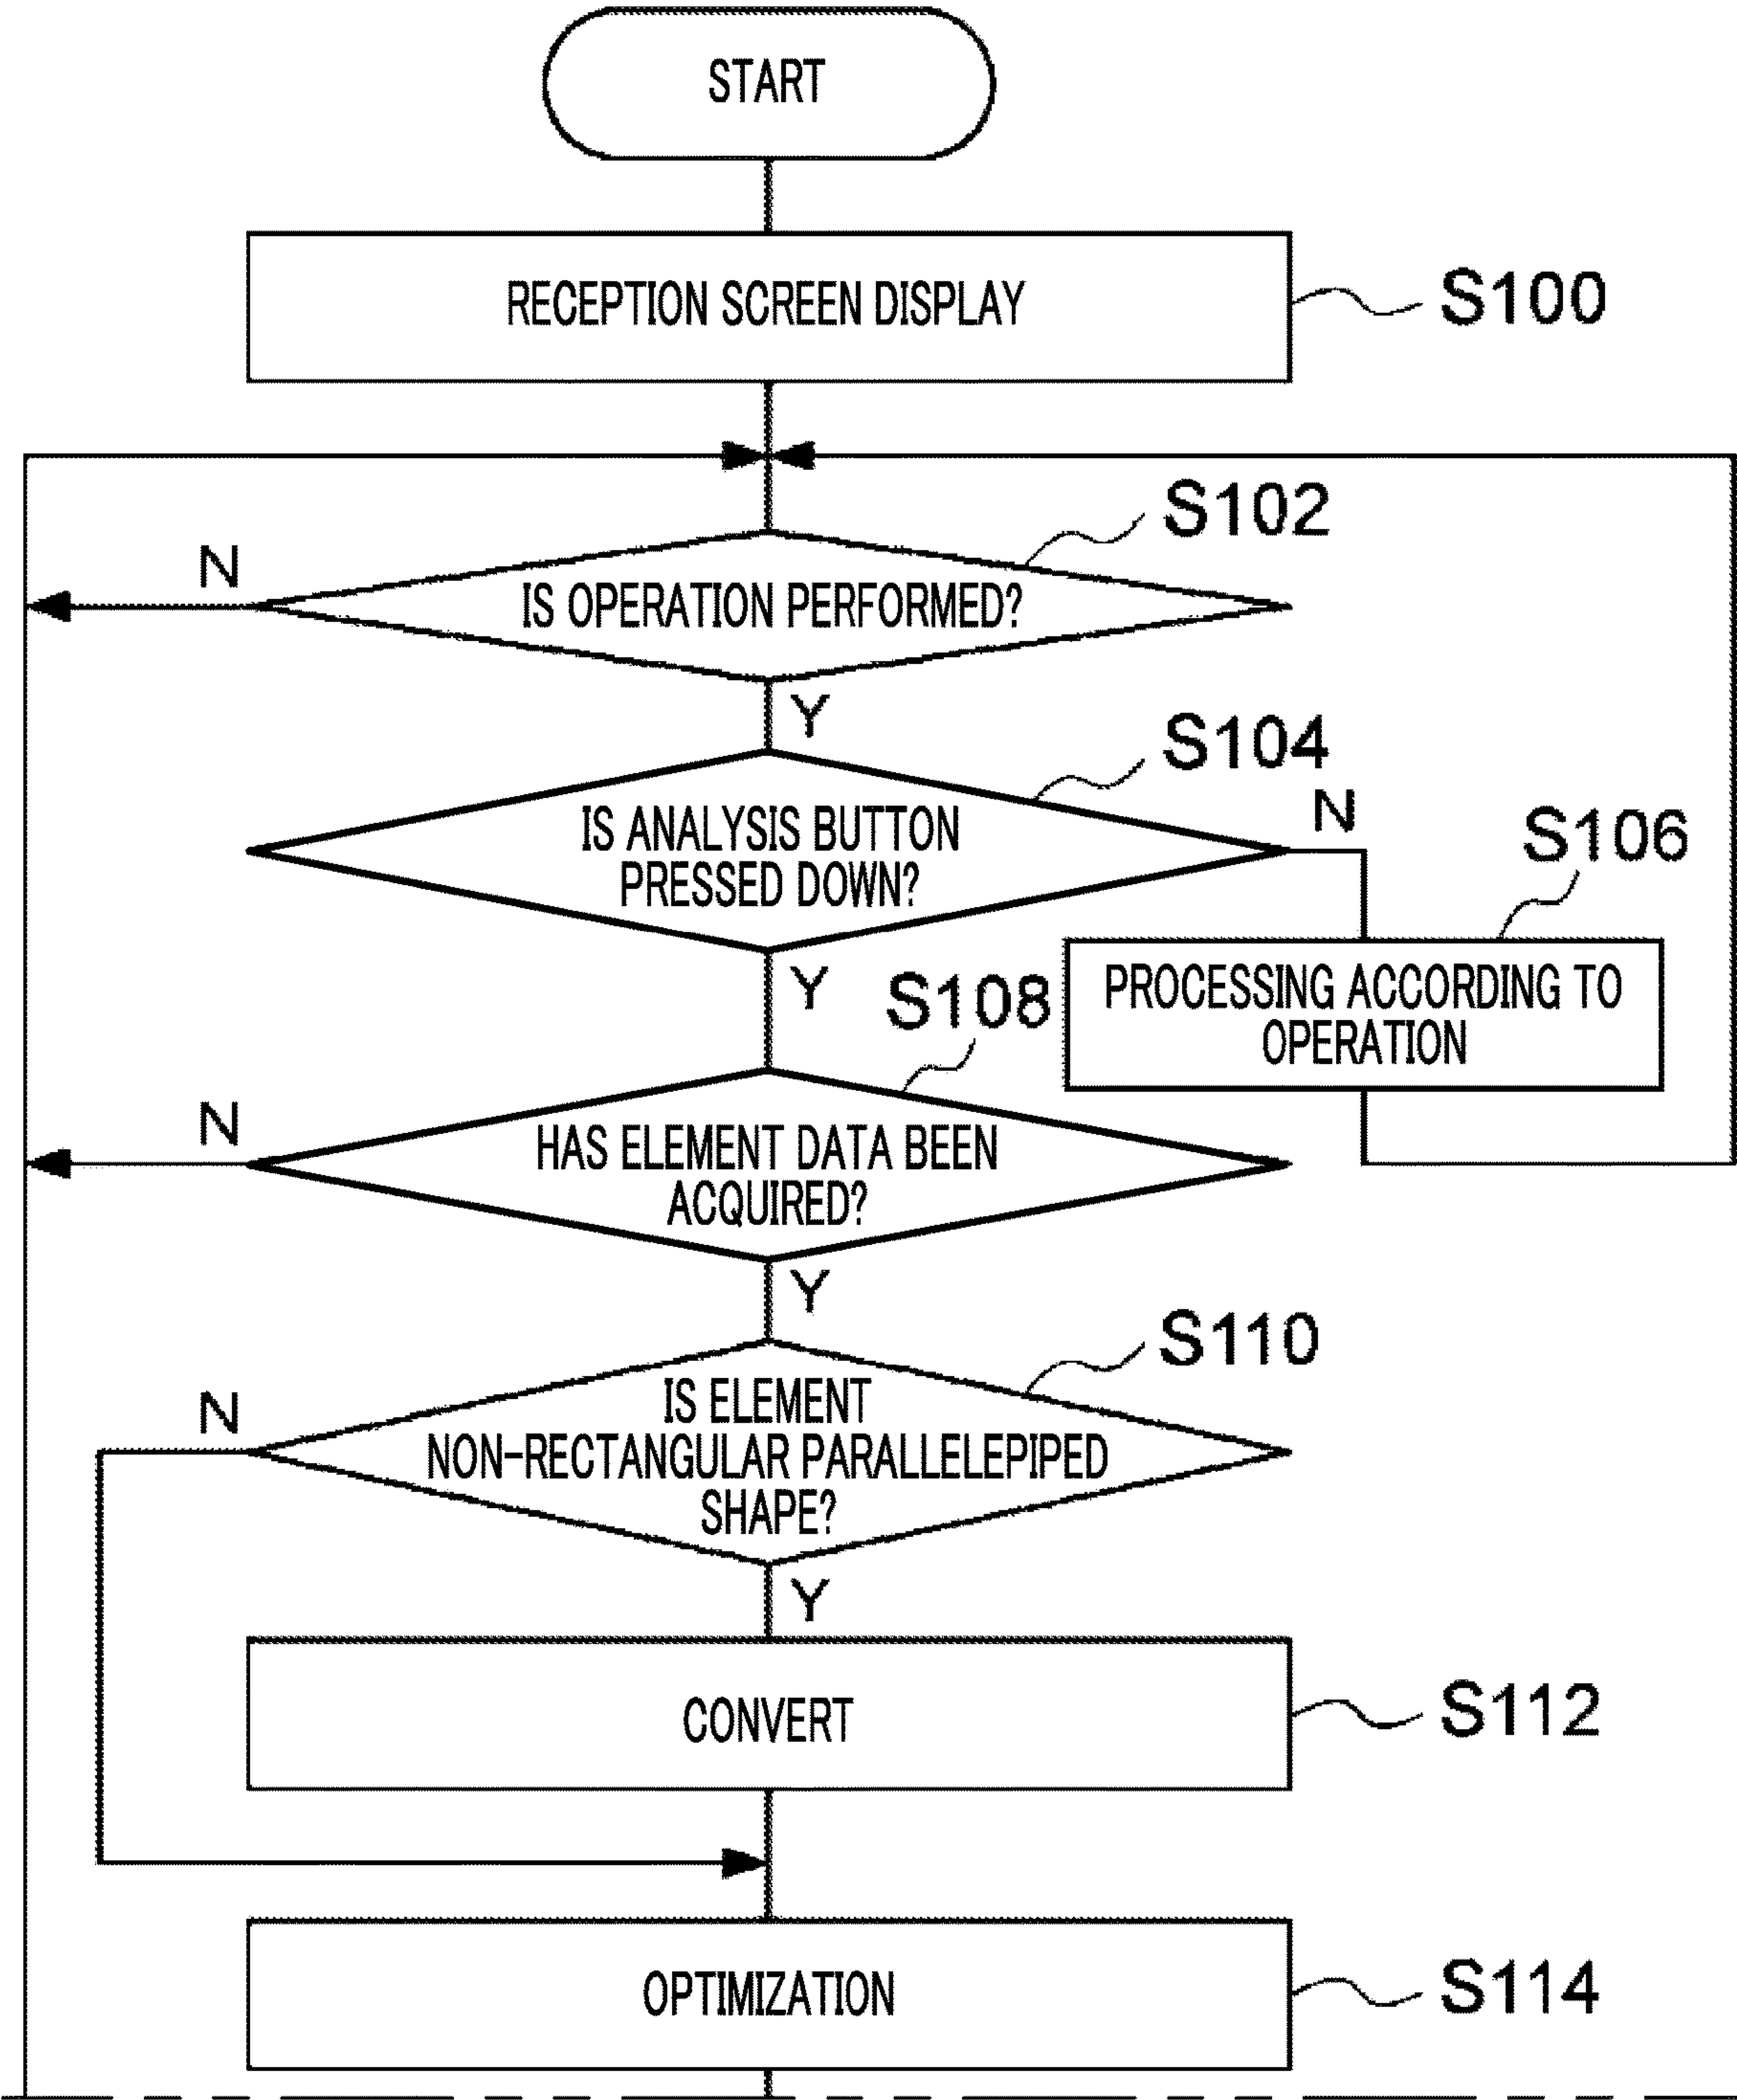 START
RECEPTION SCREEN DISPLAY
S100
S102
N
IS OPERATION PERFORMED?
Y
S104
N
IS ANALYSIS BUTTON
PRESSED DOWN?
S106
PROCESSING ACCORDING TO
OPERATION
Y
S108
N
HAS ELEMENT DATA BEEN
ACQUIRED?
Y
S110
N
IS ELEMENT
NON-RECTANGULAR PARALLELEPIPED
SHAPE?
Y
CONVERT
S112
OPTIMIZATION
S114